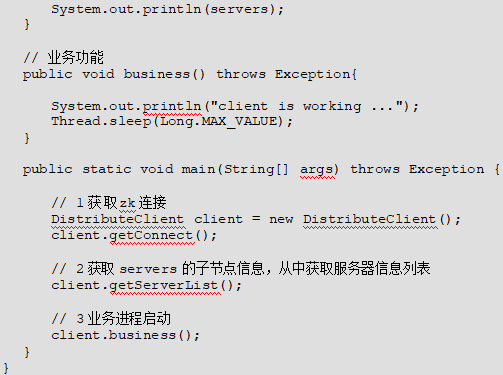 System.out.println(servers);
}
// 业务功能
public void business() throws Exception{
System.out.println("client is working ...");
Thread.sleep(Long.MAX_VALUE);
}
public static void main(String[] args) throws Exception {
// 1获取zk连接
DistributeClient client = new DistributeClient();
client.getConnect();
// 2获取 servers 的子节点信息，从中获取服务器信息列表
client.getServerList();
// 3业务进程启动
client.business();
}
}